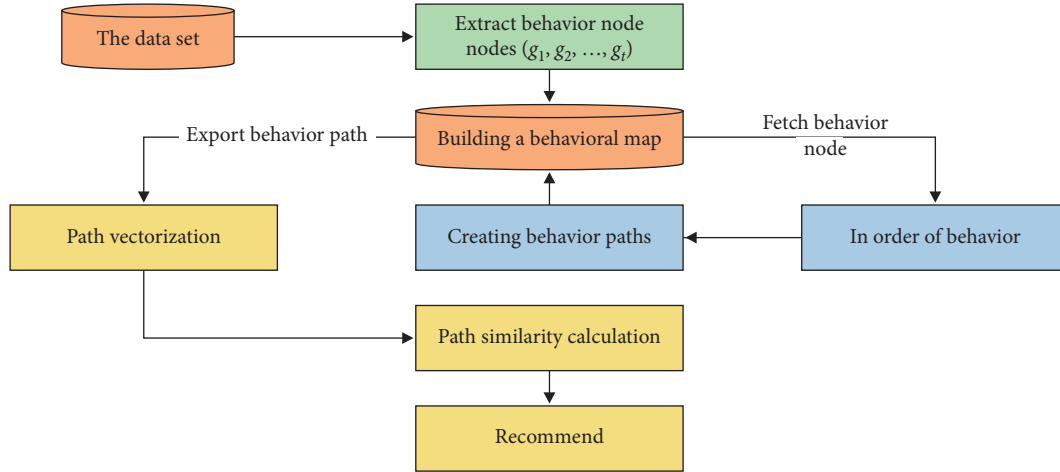 The data set
Extract behavior node
nodes (g₁, g₂, …, gₜ)
Export behavior path
Building a behavioral map
Fetch behavior
node
Path vectorization
Creating behavior paths
In order of behavior
Path similarity calculation
Recommend